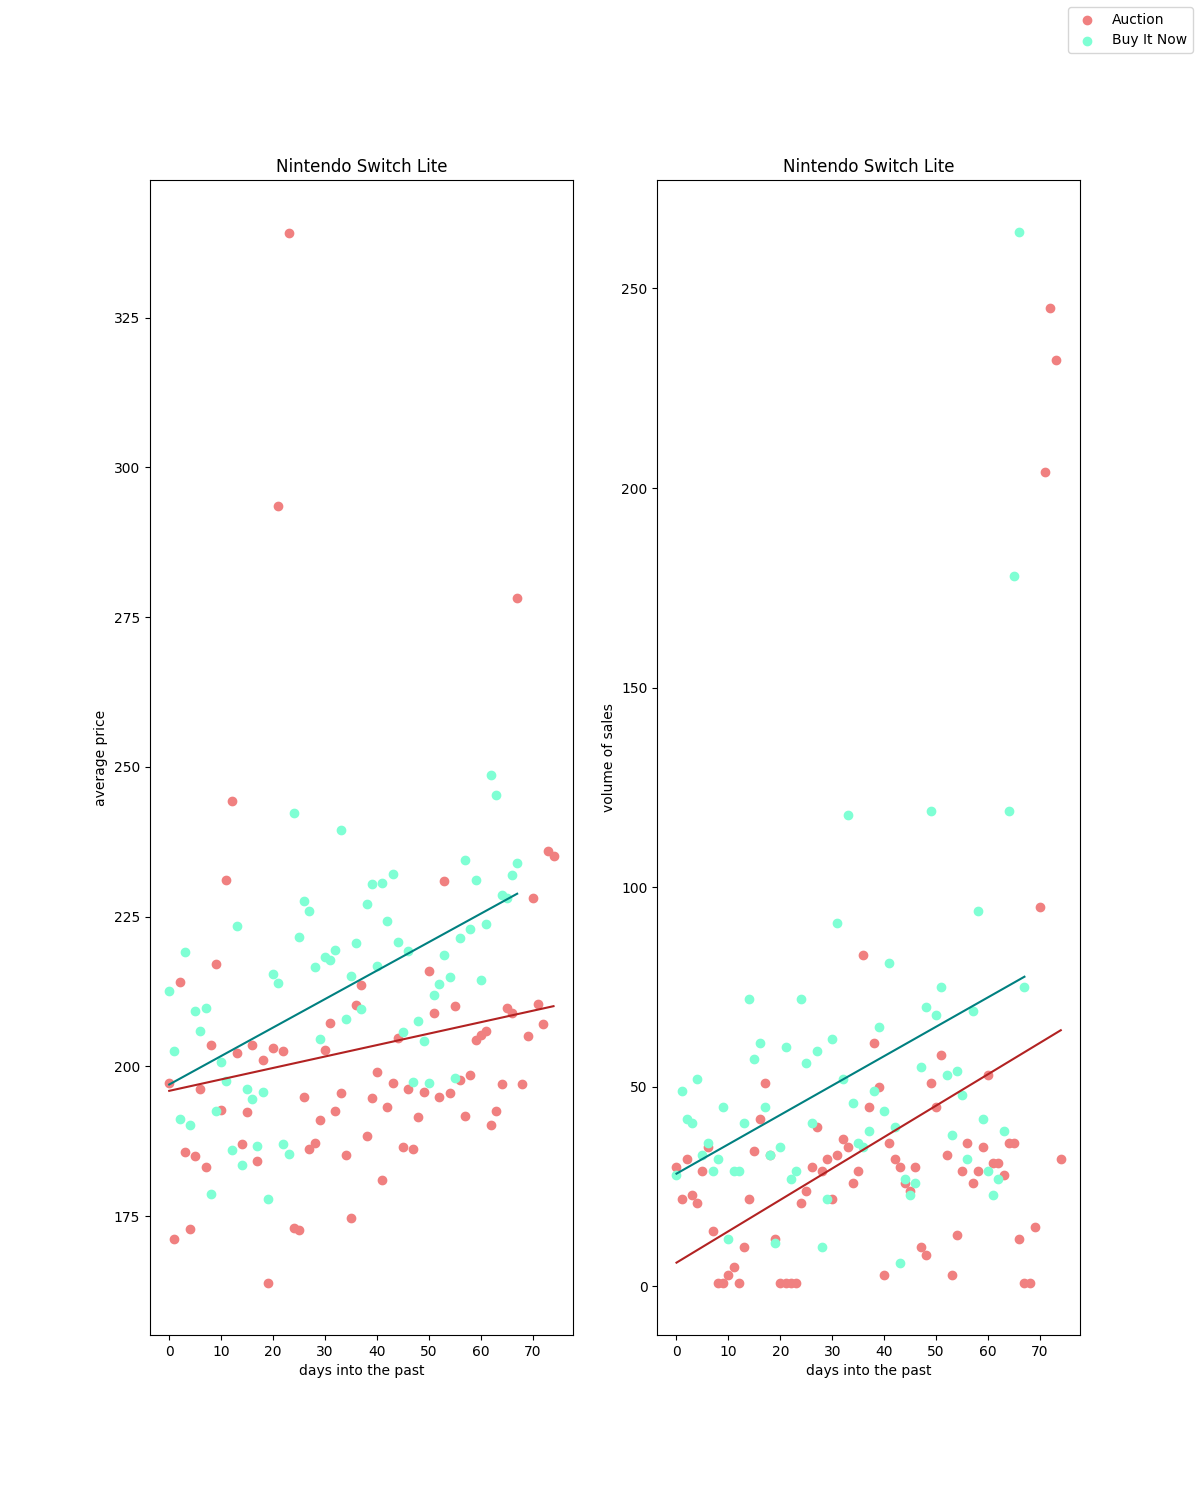 Auction
Buy It Now
Nintendo Switch Lite
325
300
275
250
225
200
175
average price
0 10 20 30 40 50 60 70
days into the past
Nintendo Switch Lite
250
200
150
100
50
0
volume of sales
0 10 20 30 40 50 60 70
days into the past